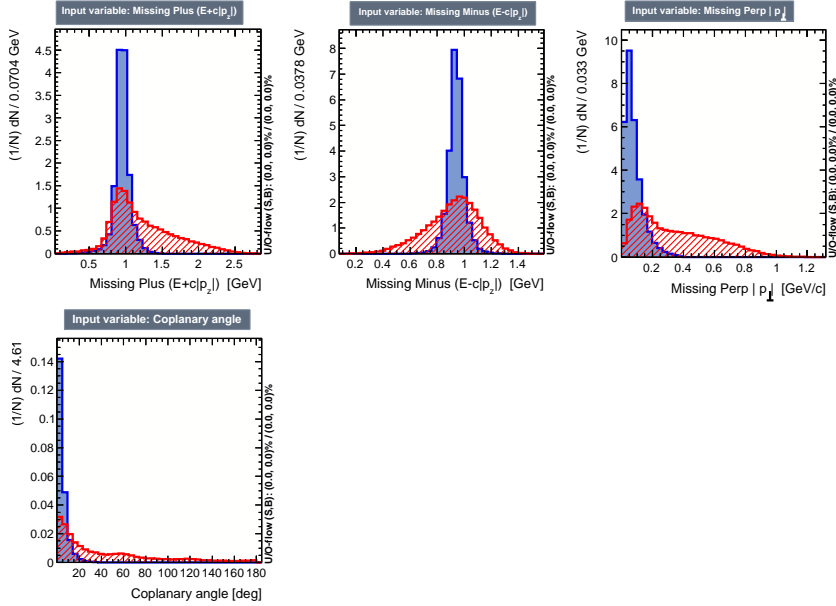 Input variable: Missing Plus (E+c|p_z|)
(1/N) dN / 0.0704 GeV
4.5
4
3.5
3
2.5
2
1.5
1
0.5
0
0.5 1 1.5 2 2.5
Missing Plus (E+c|p_z|) [GeV]
U/O-flow (S,B): (0.0, 0.0)% / (0.0, 0.0)%
Input variable: Missing Minus (E-c|p_z|)
(1/N) dN / 0.0378 GeV
8
7
6
5
4
3
2
1
0
0.2 0.4 0.6 0.8 1 1.2 1.4
Missing Minus (E-c|p_z|) [GeV]
U/O-flow (S,B): (0.0, 0.0)% / (0.0, 0.0)%
Input variable: Missing Perp | p⊥|
(1/N) dN / 0.033 GeV
10
8
6
4
2
0
0.2 0.4 0.6 0.8 1 1.2
Missing Perp | p⊥| [GeV/c]
U/O-flow (S,B): (0.0, 0.0)% / (0.0, 0.0)%
Input variable: Coplanary angle
(1/N) dN / 4.61
0.14
0.12
0.1
0.08
0.06
0.04
0.02
0
20 40 60 80 100 120 140 160 180
Coplanary angle [deg]
U/O-flow (S,B): (0.0, 0.0)% / (0.0, 0.0)%